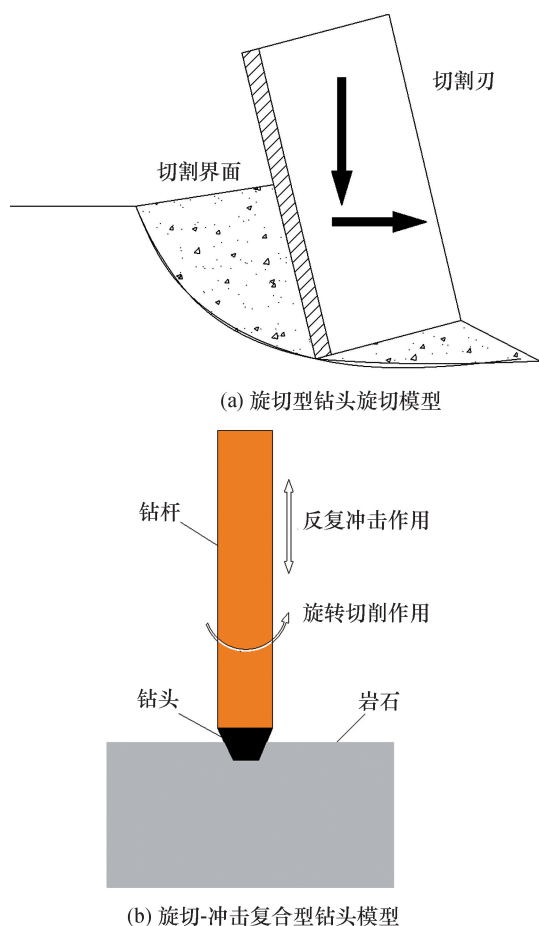 切割刃
切割界面
(a) 旋切型钻头旋切模型
钻杆
反复冲击作用
旋转切削作用
钻头
岩石
(b) 旋切-冲击复合型钻头模型